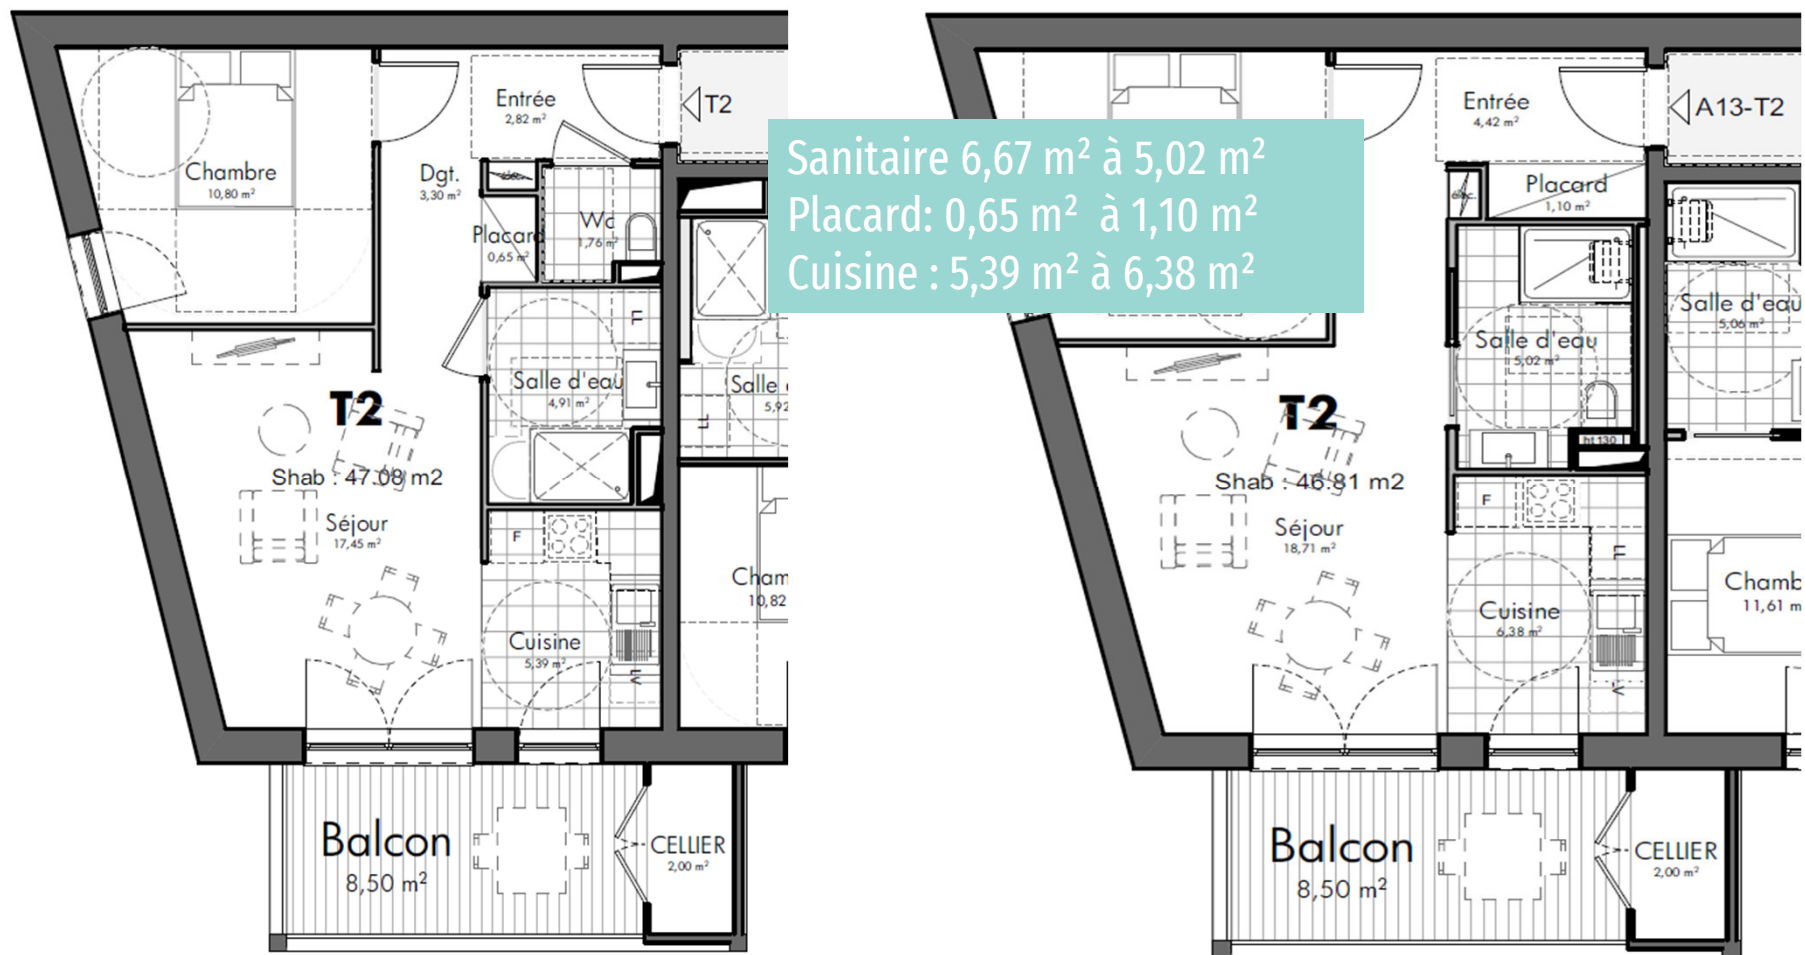 Entrée
2,82 m²
T2
Chambre
10,80 m²
Dgt.
3,30 m²
Wc
1,76 m²
Placard
0,65 m²
F
Salle d'eau
4,91 m²
T2
Shab : 47.08 m2
Séjour
17,45 m²
F
Cuisine
5,39 m²
LV
Balcon
8,50 m²
CELLIER
2,00 m²
Salle
5,92
LL
Cham
10,82
Sanitaire 6,67 m² à 5,02 m²
Placard: 0,65 m² à 1,10 m²
Cuisine : 5,39 m² à 6,38 m²
Entrée
4,42 m²
A13-T2
Placard
1,10 m²
Salle d'eau
5,02 m²
ht 130
Salle d'eau
5,06 m²
T2
Shab : 46.81 m2
Séjour
18,71 m²
F
LL
Cuisine
6,38 m²
Chamb
11,61 m
Balcon
8,50 m²
CELLIER
2,00 m²